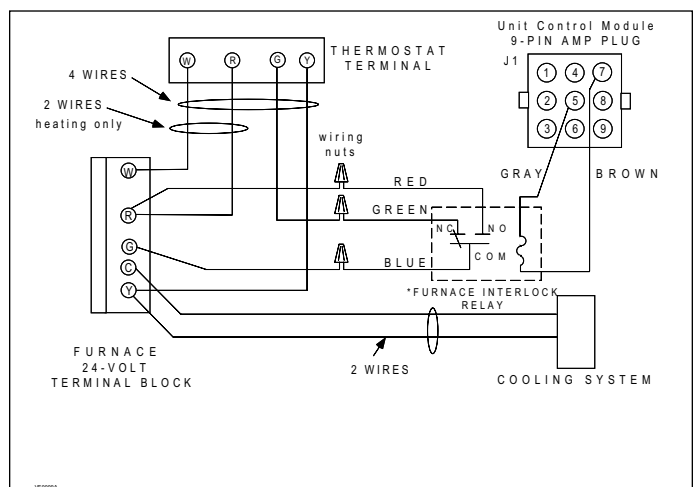 Unit Control Module
9-PIN AMP PLUG
J1
1 4 7
2 5 8
3 6 9
THERMOSTAT
TERMINAL
W R G Y
4 WIRES
2 WIRES
heating only
wiring
nuts
GRAY
BROWN
W
R
G
C
Y
RED
GREEN
BLUE
NC
NO
COM
*FURNACE INTERLOCK
RELAY
FURNACE
24-VOLT
TERMINAL BLOCK
2 WIRES
COOLING SYSTEM